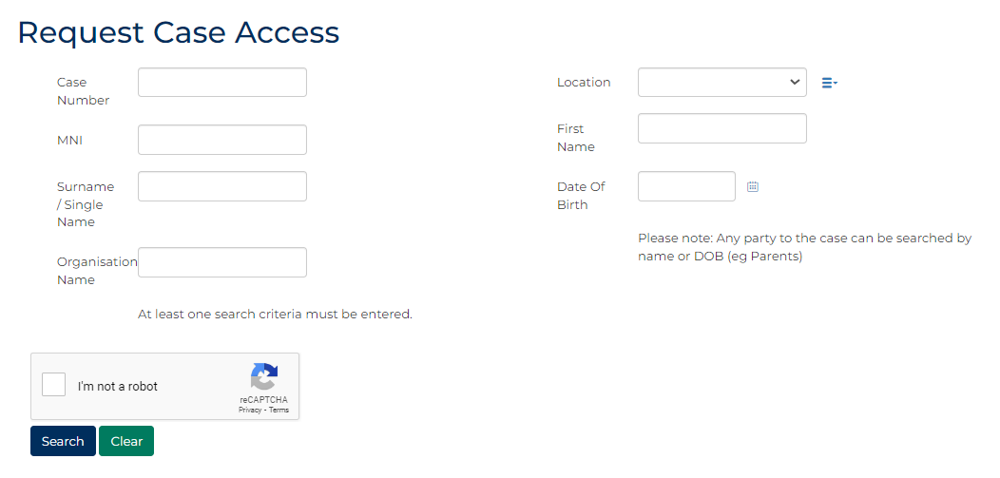 Request Case Access
Case
Number
Location
MNI
First
Name
Surname
/ Single
Name
Date Of
Birth
Please note: Any party to the case can be searched by
name or DOB (eg Parents)
Organisation
Name
At least one search criteria must be entered.
I'm not a robot
reCAPTCHA
Privacy - Terms
Search Clear